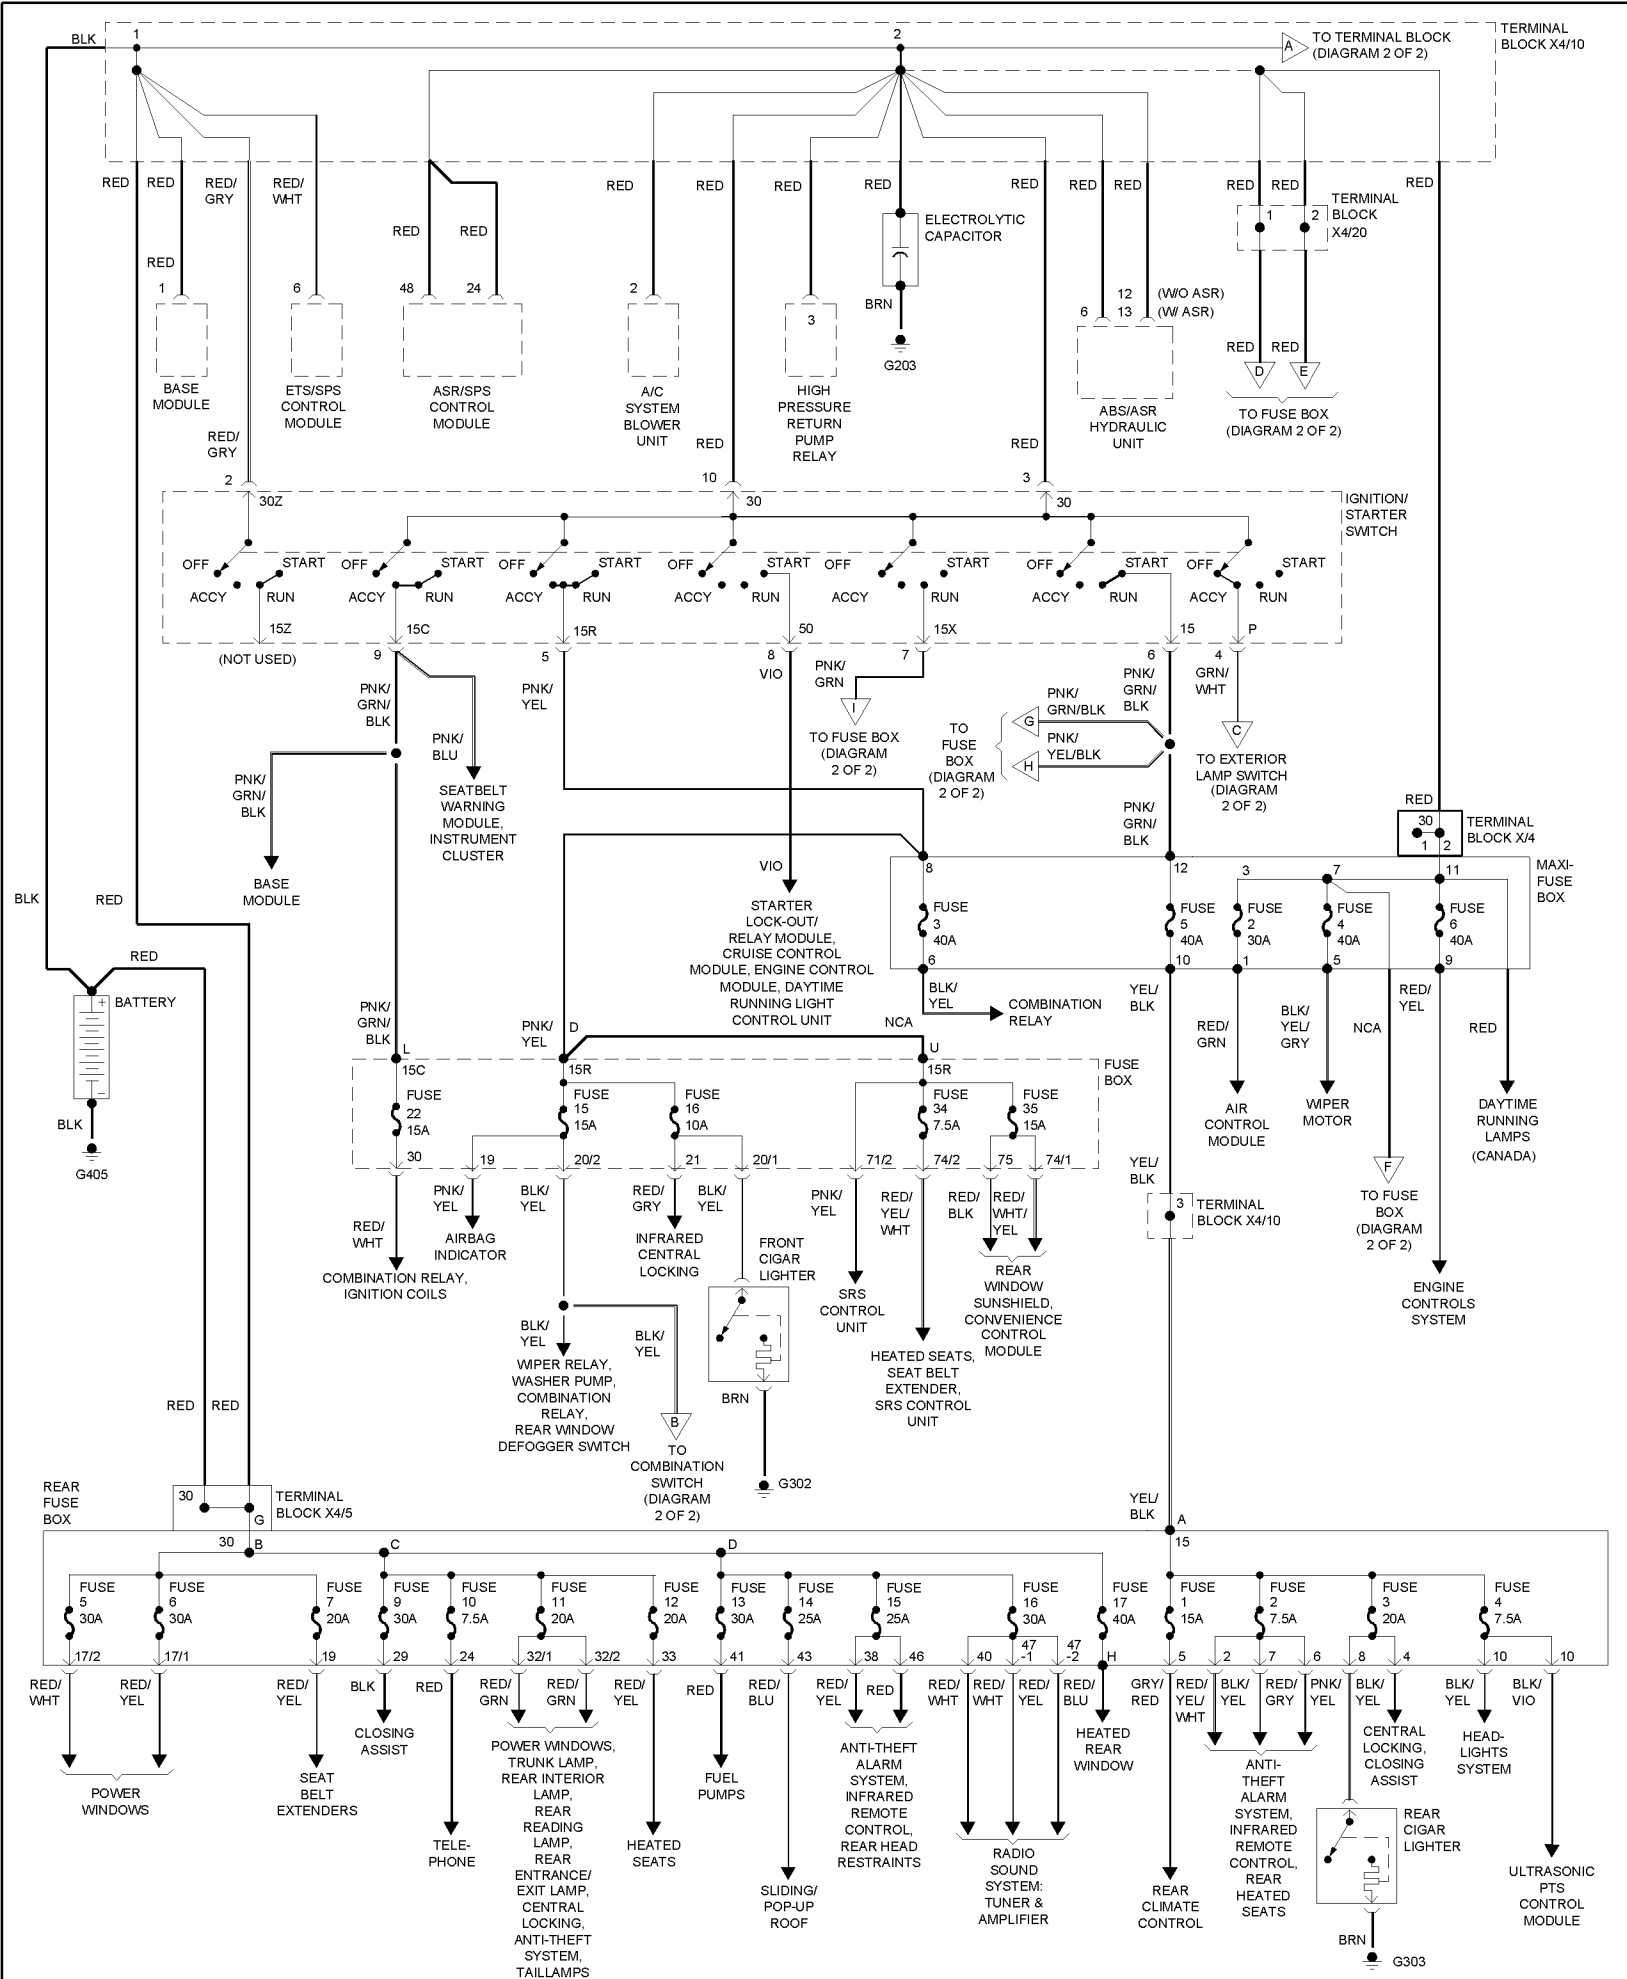 BLK
1
2
A
TO TERMINAL BLOCK
(DIAGRAM 2 OF 2)
TERMINAL
BLOCK X4/10
RED
RED
RED/
GRY
RED/
WHT
RED
RED
RED
RED
RED
RED
RED
RED
RED
RED
TERMINAL
BLOCK
X4/20
1
2
RED
RED
RED
ELECTROLYTIC
CAPACITOR
BRN
G203
1
6
48
24
2
3
6
12
13
(W/O ASR)
(W/ ASR)
RED
RED
D
E
TO FUSE BOX
(DIAGRAM 2 OF 2)
BASE
MODULE
ETS/SPS
CONTROL
MODULE
ASR/SPS
CONTROL
MODULE
A/C
SYSTEM
BLOWER
UNIT
HIGH
PRESSURE
RETURN
PUMP
RELAY
ABS/ASR
HYDRAULIC
UNIT
RED/
GRY
RED
RED
2
10
3
30Z
30
30
IGNITION/
STARTER
SWITCH
OFF
START
ACCY
RUN
OFF
START
ACCY
RUN
OFF
START
ACCY
RUN
OFF
START
ACCY
RUN
OFF
START
ACCY
RUN
OFF
START
ACCY
RUN
OFF
START
ACCY
RUN
15Z
15C
15R
50
15X
15
P
(NOT USED)
9
5
8
7
6
4
PNK/
GRN/
BLK
PNK/
YEL
VIO
PNK/
GRN
PNK/
GRN/
BLK
GRN/
WHT
PNK/
BLU
I
TO FUSE BOX
(DIAGRAM
2 OF 2)
TO
FUSE
BOX
(DIAGRAM
2 OF 2)
PNK/
GRN/BLK
G
PNK/
YEL/BLK
H
C
TO EXTERIOR
LAMP SWITCH
(DIAGRAM
2 OF 2)
PNK/
GRN/
BLK
SEATBELT
WARNING
MODULE,
INSTRUMENT
CLUSTER
BASE
MODULE
PNK/
GRN/
BLK
RED
30
1
2
TERMINAL
BLOCK X/4
VIO
STARTER
LOCK-OUT/
RELAY MODULE,
CRUISE CONTROL
MODULE, ENGINE CONTROL
MODULE, DAYTIME
RUNNING LIGHT
CONTROL UNIT
8
12
3
7
11
MAXI-
FUSE
BOX
FUSE
3
40A
FUSE
5
40A
FUSE
2
30A
FUSE
4
40A
FUSE
6
40A
6
10
1
5
9
BLK
RED
RED
BATTERY
+
-
BLK
G405
BLK/
YEL
COMBINATION
RELAY
YEL/
BLK
RED/
GRN
BLK/
YEL/
GRY
NCA
RED/
YEL
RED
AIR
CONTROL
MODULE
WIPER
MOTOR
DAYTIME
RUNNING
LAMPS
(CANADA)
F
TO FUSE
BOX
(DIAGRAM
2 OF 2)
ENGINE
CONTROLS
SYSTEM
PNK/
GRN/
BLK
PNK/
YEL
D
NCA
L
U
15C
15R
15R
FUSE
BOX
FUSE
22
15A
FUSE
15
15A
FUSE
16
10A
FUSE
34
7.5A
FUSE
35
15A
30
19
20/2
21
20/1
71/2
74/2
75
74/1
RED/
WHT
PNK/
YEL
BLK/
YEL
RED/
GRY
BLK/
YEL
PNK/
YEL
RED/
YEL/
WHT
RED/
BLK
RED/
WHT/
YEL
YEL/
BLK
3
TERMINAL
BLOCK X4/10
COMBINATION RELAY,
IGNITION COILS
AIRBAG
INDICATOR
INFRARED
CENTRAL
LOCKING
FRONT
CIGAR
LIGHTER
SRS
CONTROL
UNIT
HEATED SEATS,
SEAT BELT
EXTENDER,
SRS CONTROL
UNIT
REAR
WINDOW
SUNSHIELD,
CONVENIENCE
CONTROL
MODULE
BLK/
YEL
BLK/
YEL
WIPER RELAY,
WASHER PUMP,
COMBINATION
RELAY,
REAR WINDOW
DEFOGGER SWITCH
B
TO
COMBINATION
SWITCH
(DIAGRAM
2 OF 2)
BRN
G302
RED
RED
REAR
FUSE
BOX
30
G
TERMINAL
BLOCK X4/5
YEL/
BLK
A
15
30
B
C
D
FUSE
5
30A
FUSE
6
30A
FUSE
7
20A
FUSE
9
30A
FUSE
10
7.5A
FUSE
11
20A
FUSE
12
20A
FUSE
13
30A
FUSE
14
25A
FUSE
15
25A
FUSE
16
30A
FUSE
17
40A
FUSE
1
15A
FUSE
2
7.5A
FUSE
3
20A
FUSE
4
7.5A
17/2
17/1
19
29
24
32/1
32/2
33
41
43
38
46
40
47
-1
47
-2
H
5
2
7
6
8
4
10
10
RED/
WHT
RED/
YEL
RED/
YEL
BLK
RED
RED/
GRN
RED/
GRN
RED/
YEL
RED
RED/
BLU
RED/
YEL
RED
RED/
WHT
RED/
WHT
RED/
YEL
RED/
BLU
GRY/
RED
RED/
YEL/
WHT
BLK/
YEL
RED/
GRY
PNK/
YEL
BLK/
YEL
BLK/
YEL
BLK/
VIO
POWER
WINDOWS
SEAT
BELT
EXTENDERS
CLOSING
ASSIST
TELE-
PHONE
POWER WINDOWS,
TRUNK LAMP,
REAR INTERIOR
LAMP,
REAR
READING
LAMP,
REAR
ENTRANCE/
EXIT LAMP,
CENTRAL
LOCKING,
ANTI-THEFT
SYSTEM,
TAILLAMPS
HEATED
SEATS
FUEL
PUMPS
SLIDING/
POP-UP
ROOF
ANTI-THEFT
ALARM
SYSTEM,
INFRARED
REMOTE
CONTROL,
REAR HEAD
RESTRAINTS
RADIO
SOUND
SYSTEM:
TUNER &
AMPLIFIER
HEATED
REAR
WINDOW
REAR
CLIMATE
CONTROL
ANTI-
THEFT
ALARM
SYSTEM,
INFRARED
REMOTE
CONTROL,
REAR
HEATED
SEATS
CENTRAL
LOCKING,
CLOSING
ASSIST
REAR
CIGAR
LIGHTER
BRN
G303
HEAD-
LIGHTS
SYSTEM
ULTRASONIC
PTS
CONTROL
MODULE